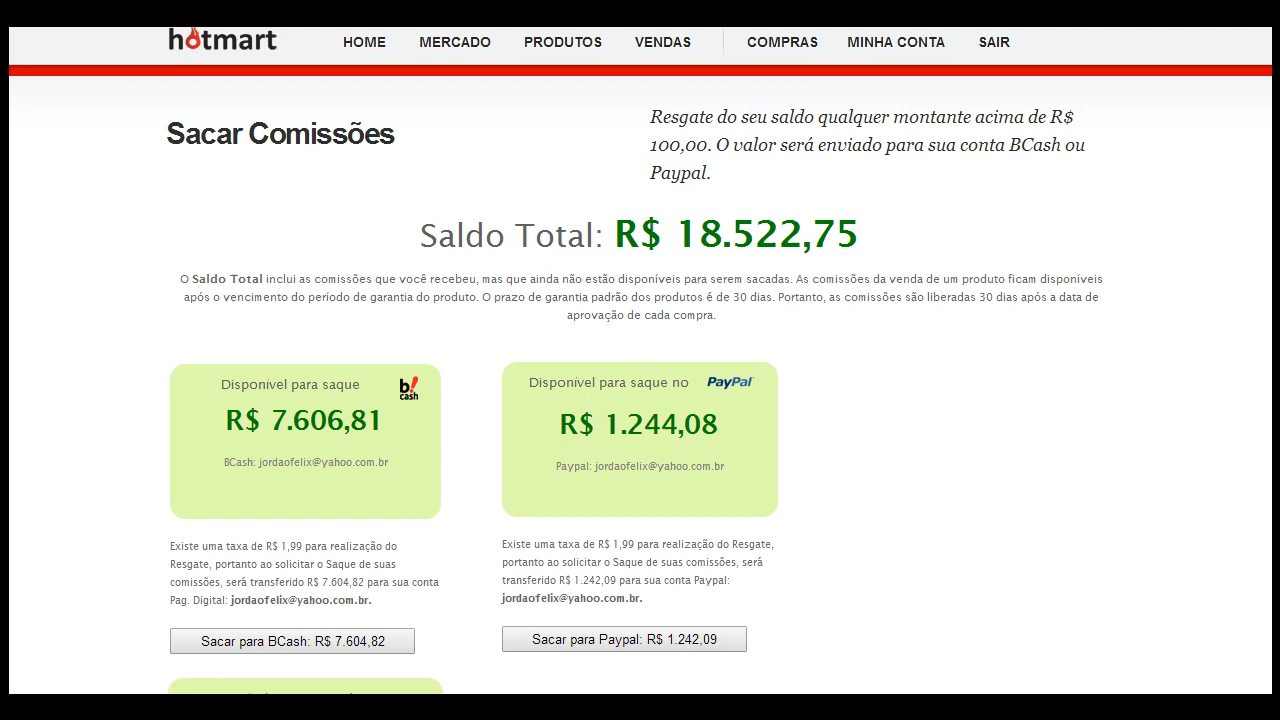 hotmart HOME MERCADO PRODUTOS VENDAS COMPRAS MINHA CONTA SAIR
Sacar Comissões
Resgate do seu saldo qualquer montante acima de R$
100,00. O valor será enviado para sua conta BCash ou
Paypal.
Saldo Total: R$ 18.522,75
O Saldo Total inclui as comissões que você recebeu, mas que ainda não estão disponíveis para serem sacadas. As comissões da venda de um produto ficam disponíveis
após o vencimento do período de garantia do produto. O prazo de garantia padrão dos produtos é de 30 dias. Portanto, as comissões são liberadas 30 dias após a data de
aprovação de cada compra.
Disponível para saque b! cash
R$ 7.606,81
BCash: jordaofelix@yahoo.com.br
Existe uma taxa de R$ 1,99 para realização do
Resgate, portanto ao solicitar o Saque de suas
comissões, será transferido R$ 7.604,82 para sua conta
Pag. Digital: jordaofelix@yahoo.com.br.
Sacar para BCash: R$ 7.604,82
Disponível para saque no PayPal
R$ 1.244,08
Paypal: jordaofelix@yahoo.com.br
Existe uma taxa de R$ 1,99 para realização do Resgate,
portanto ao solicitar o Saque de suas comissões, será
transferido R$ 1.242,09 para sua conta Paypal:
jordaofelix@yahoo.com.br.
Sacar para Paypal: R$ 1.242,09